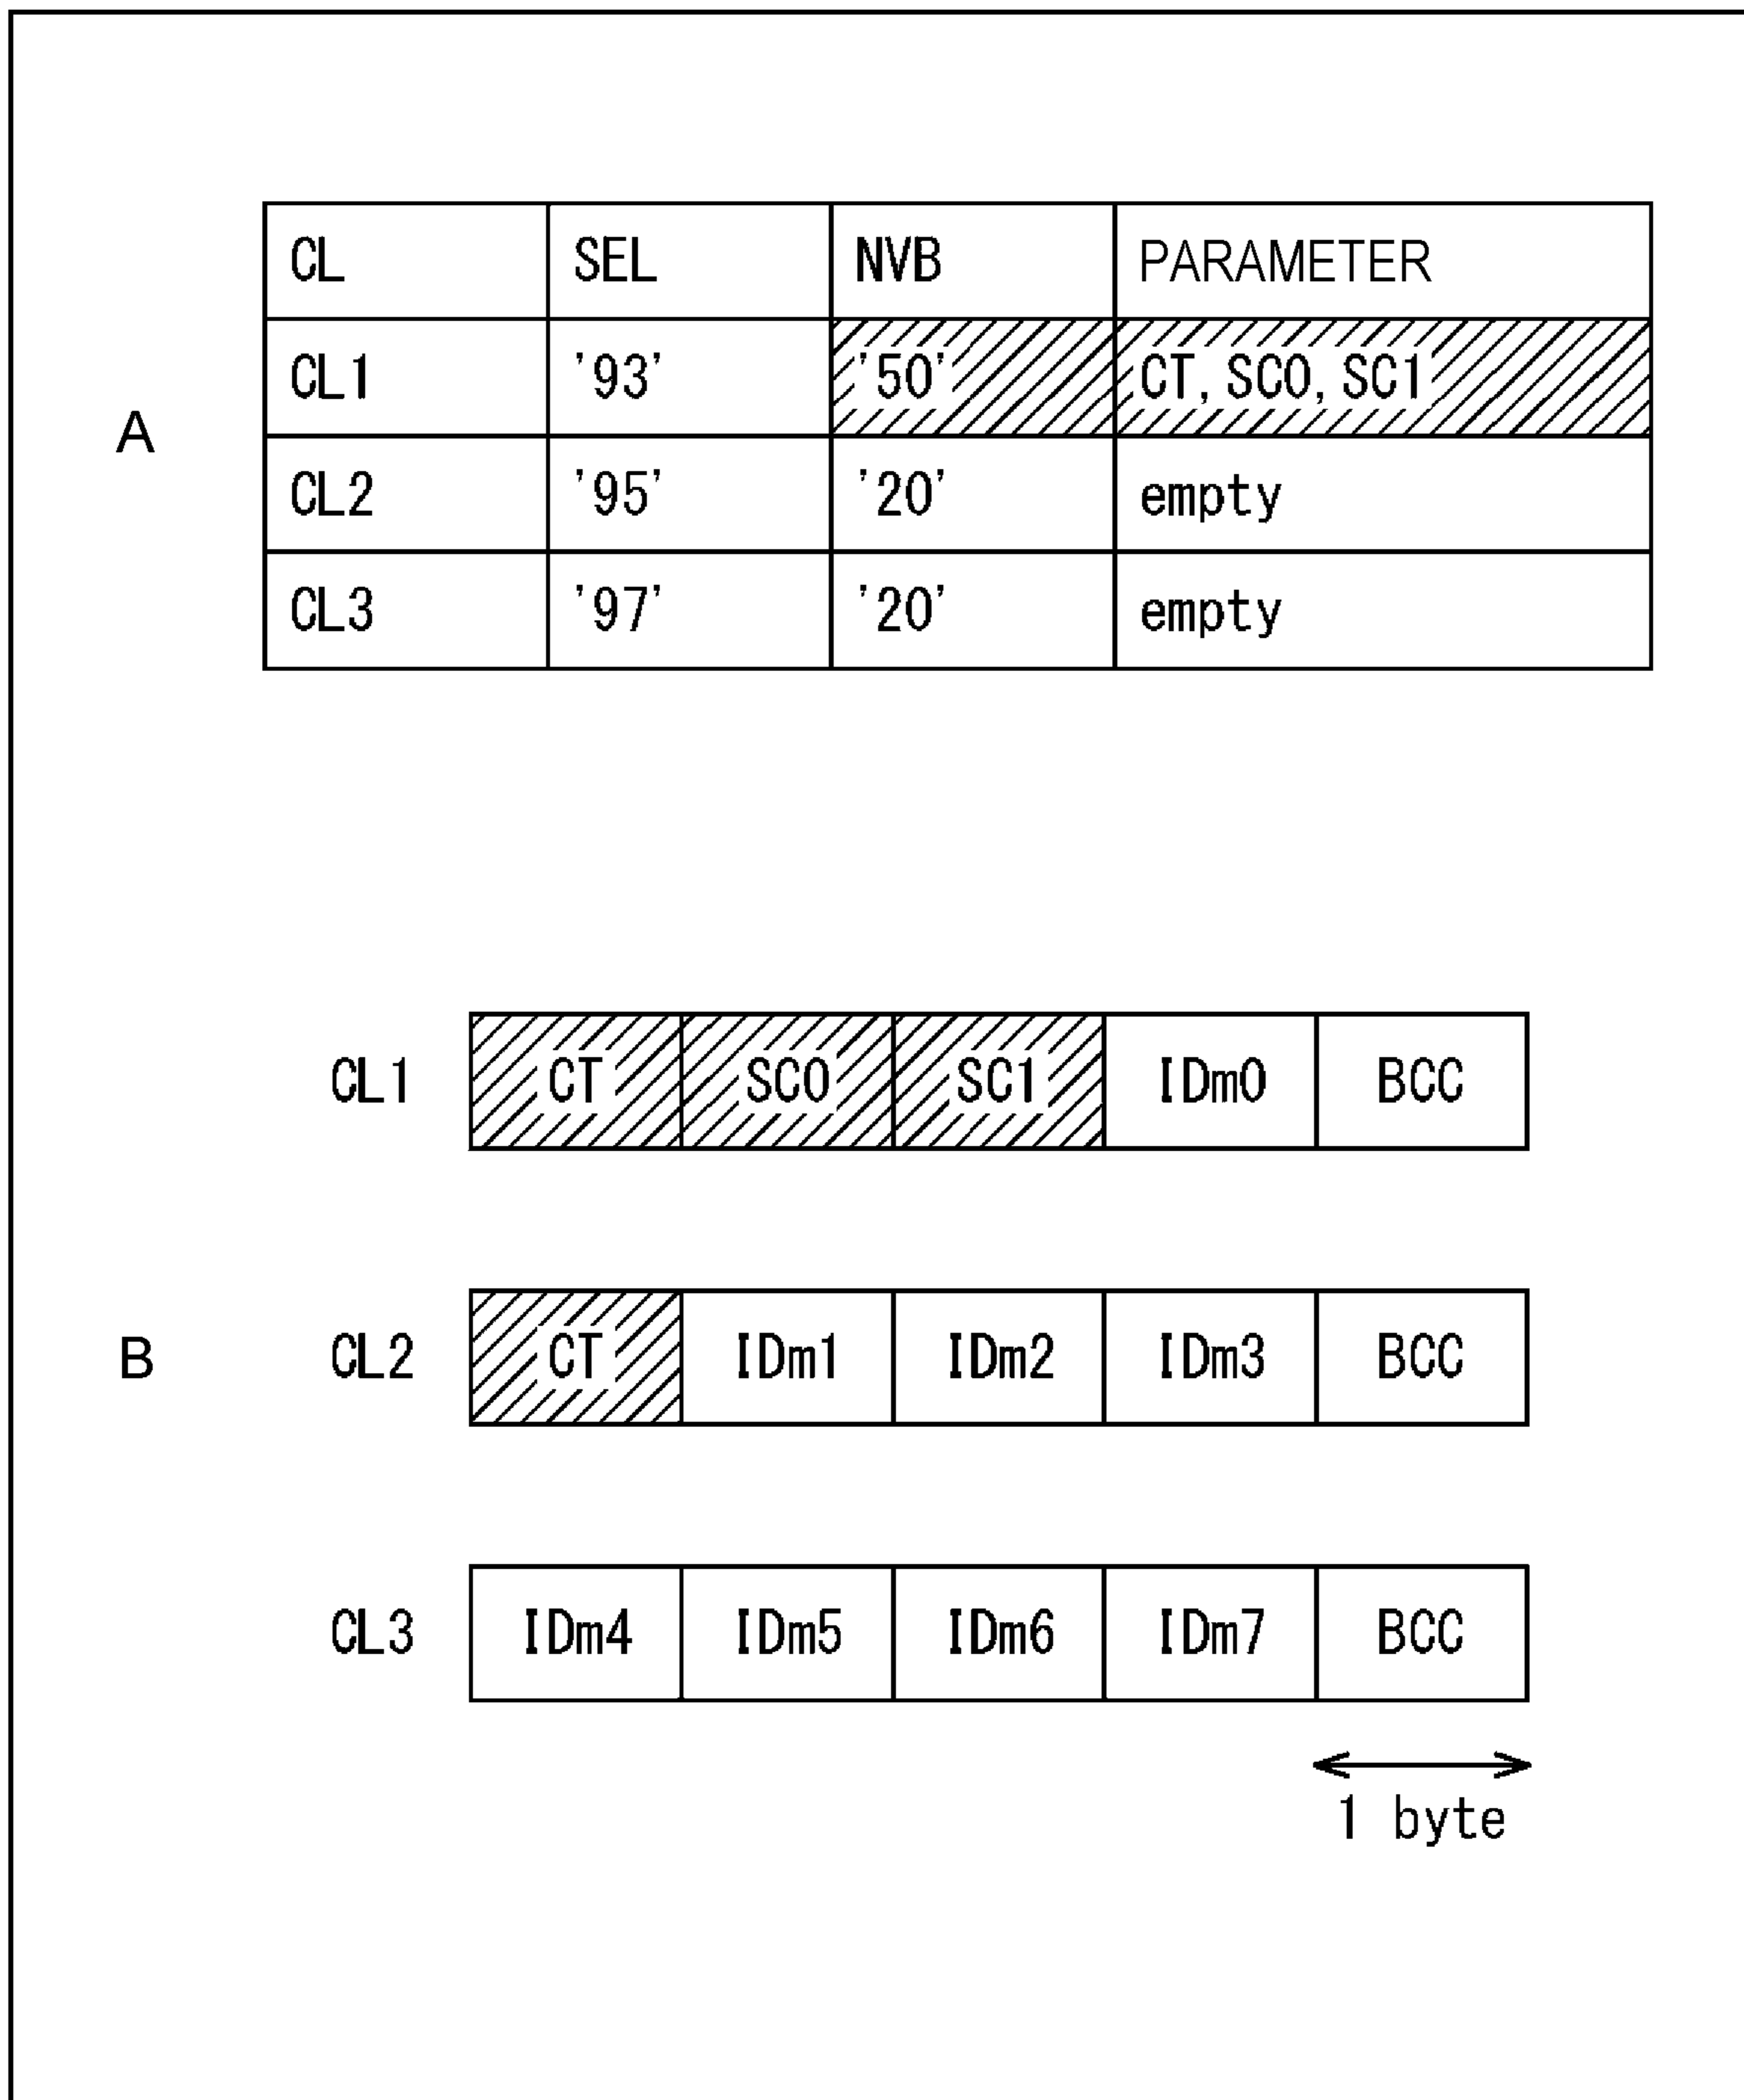 CL SEL NVB PARAMETER
CL1 '93' '50' CT, SC0, SC1
A
CL2 '95' '20' empty
CL3 '97' '20' empty
CL1 CT SC0 SC1 IDm0 BCC
B CL2 CT IDm1 IDm2 IDm3 BCC
CL3 IDm4 IDm5 IDm6 IDm7 BCC
1 byte